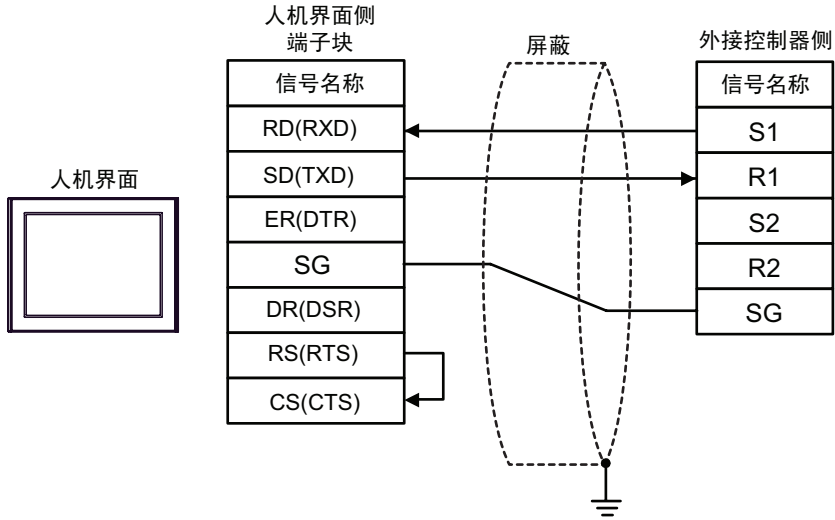 人机界面
人机界面侧
端子块
信号名称
RD(RXD)
SD(TXD)
ER(DTR)
SG
DR(DSR)
RS(RTS)
CS(CTS)
屏蔽
外接控制器侧
信号名称
S1
R1
S2
R2
SG